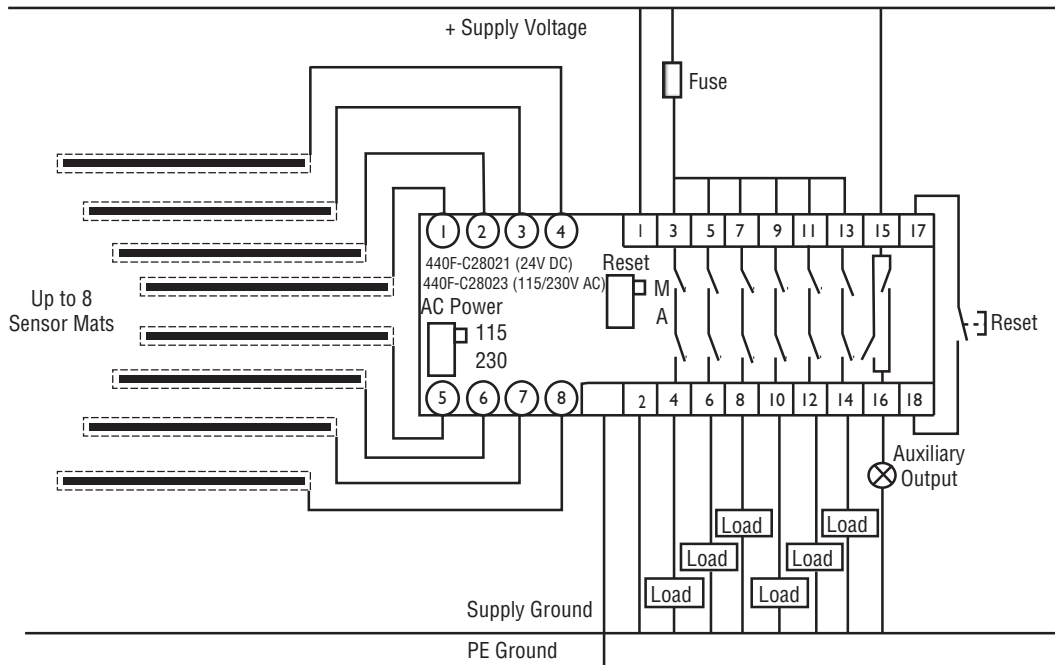 + Supply Voltage
Fuse
1 2 3 4
1 3 5 7 9 11 13 15 17
440F-C28021 (24V DC)
440F-C28023 (115/230V AC)
Reset
M
A
AC Power
115
230
Up to 8
Sensor Mats
Reset
5 6 7 8
2 4 6 8 10 12 14 16 18
Auxiliary
Output
Load
Load
Load
Load
Load
Load
Supply Ground
PE Ground